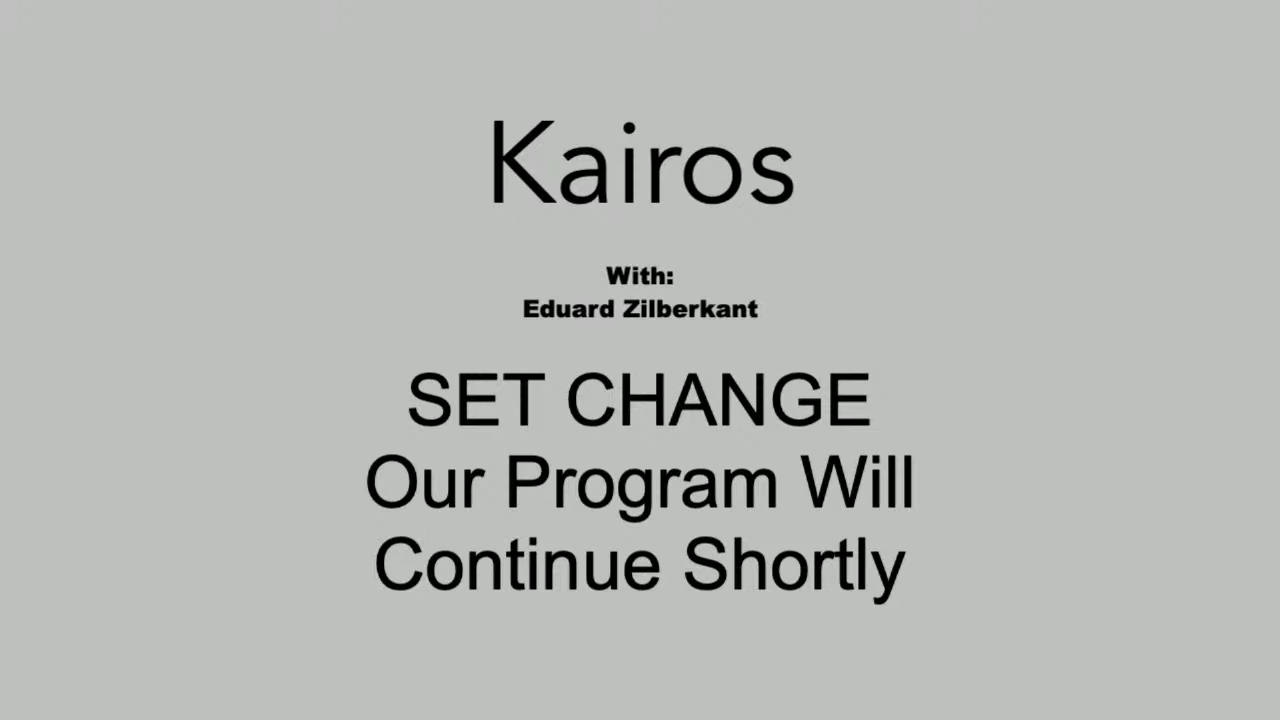 Kairos
With:
Eduard Zilberkant
SET CHANGE
Our Program Will
Continue Shortly